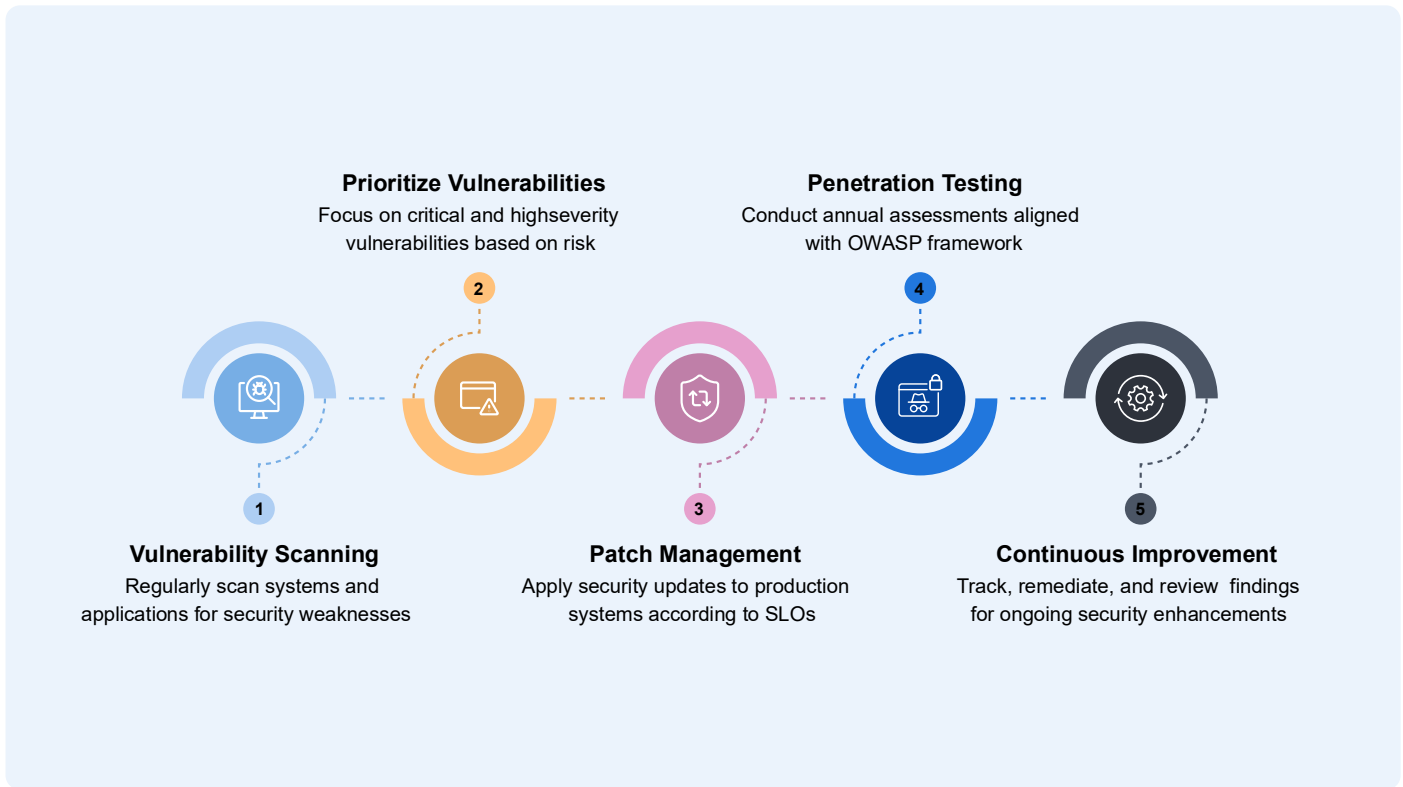 1
Vulnerability Scanning
Regularly scan systems and
applications for security weaknesses
Prioritize Vulnerabilities
Focus on critical and highseverity
vulnerabilities based on risk
2
3
Patch Management
Apply security updates to production
systems according to SLOs
Penetration Testing
Conduct annual assessments aligned
with OWASP framework
4
5
Continuous Improvement
Track, remediate, and review  findings
for ongoing security enhancements